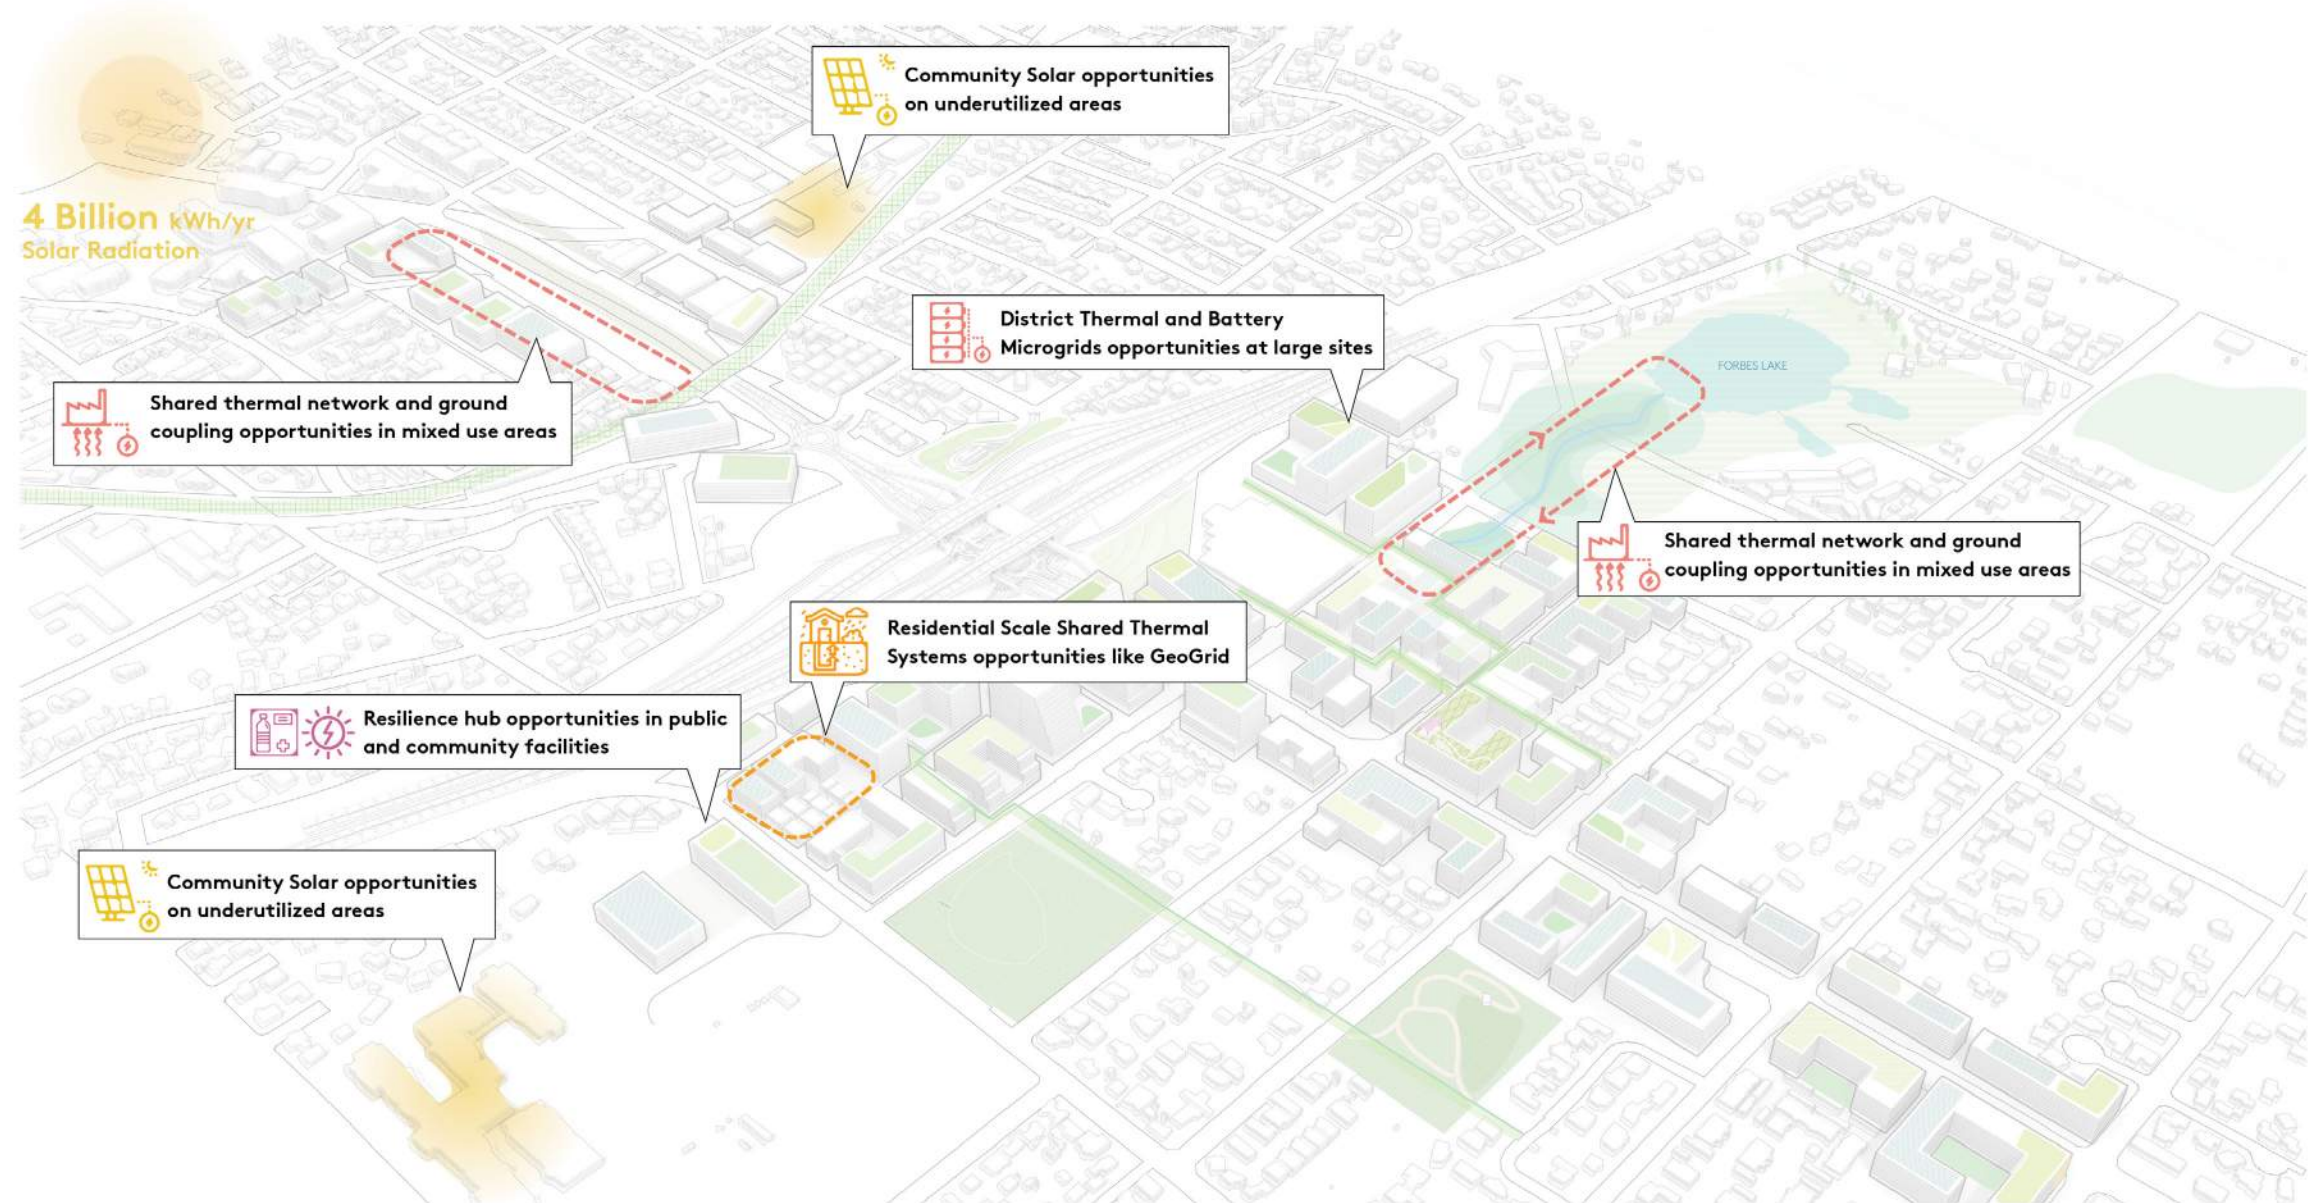 Community Solar opportunities
on underutilized areas
4 Billion kWh/yr
Solar Radiation
District Thermal and Battery
Microgrids opportunities at large sites
FORBES LAKE
Shared thermal network and ground
coupling opportunities in mixed use areas
Shared thermal network and ground
coupling opportunities in mixed use areas
Residential Scale Shared Thermal
Systems opportunities like GeoGrid
Resilience hub opportunities in public
and community facilities
Community Solar opportunities
on underutilized areas